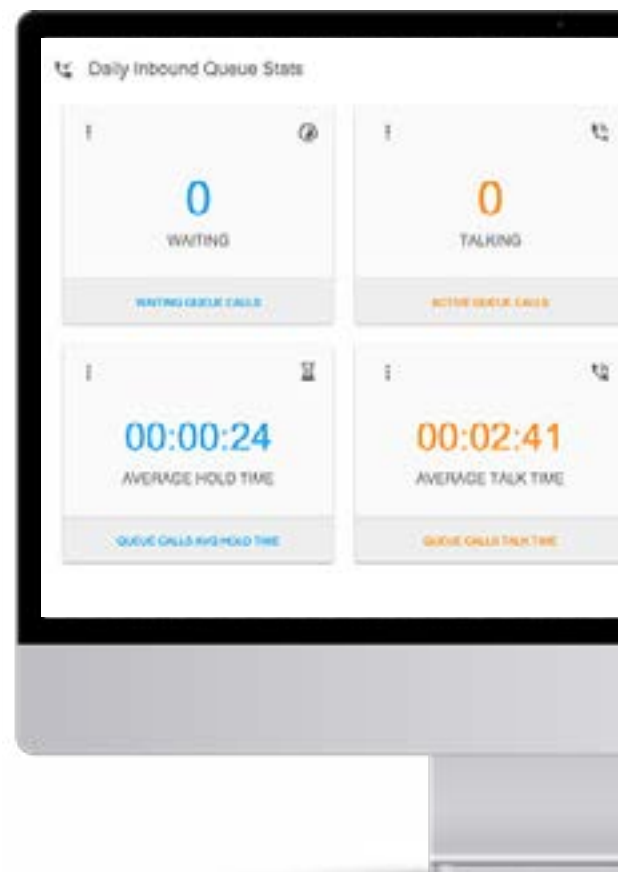 Daily Inbound Queue Stats
0
WAITING
WAITING QUEUE CALLS
0
TALKING
ACTIVE QUEUE CALLS
00:00:24
AVERAGE HOLD TIME
QUEUE CALLS AVG HOLD TIME
00:02:41
AVERAGE TALK TIME
QUEUE CALLS TALK TIME